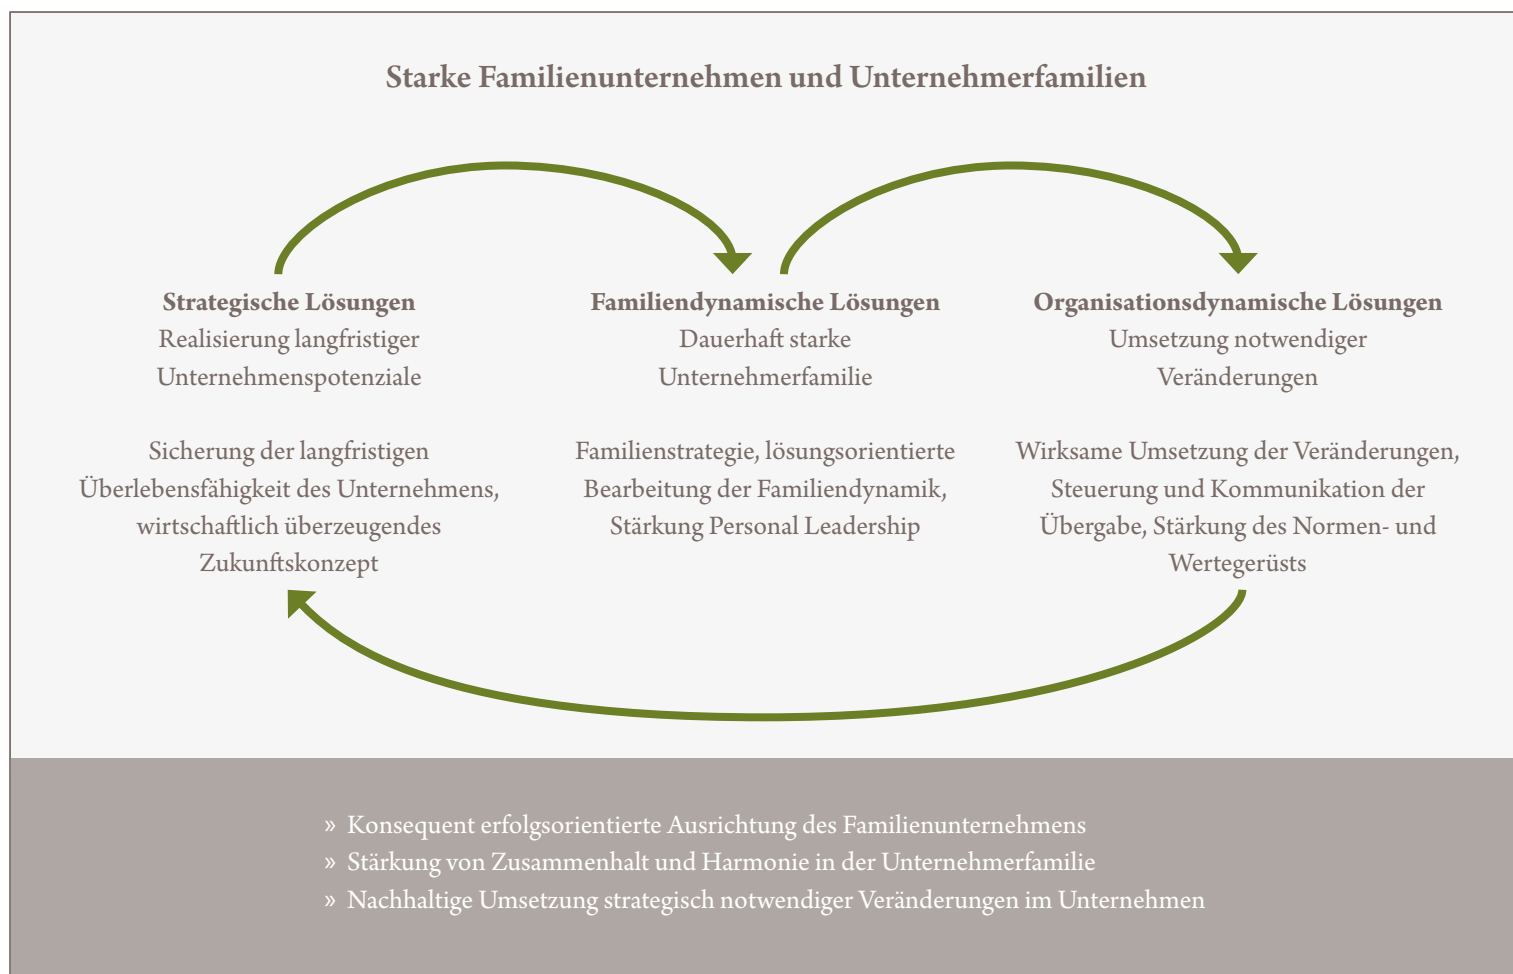 Starke Familienunternehmen und Unternehmerfamilien
Strategische Lösungen
Realisierung langfristiger
Unternehmenspotenziale
Sicherung der langfristigen
Überlebensfähigkeit des Unternehmens,
wirtschaftlich überzeugendes
Zukunftskonzept
Familiendynamische Lösungen
Dauerhaft starke
Unternehmerfamilie
Familienstrategie, lösungsorientierte
Bearbeitung der Familiendynamik,
Stärkung Personal Leadership
Organisationsdynamische Lösungen
Umsetzung notwendiger
Veränderungen
Wirksame Umsetzung der Veränderungen,
Steuerung und Kommunikation der
Übergabe, Stärkung des Normen- und
Wertegerüsts
» Konsequent erfolgsorientierte Ausrichtung des Familienunternehmens
» Stärkung von Zusammenhalt und Harmonie in der Unternehmerfamilie
» Nachhaltige Umsetzung strategisch notwendiger Veränderungen im Unternehmen